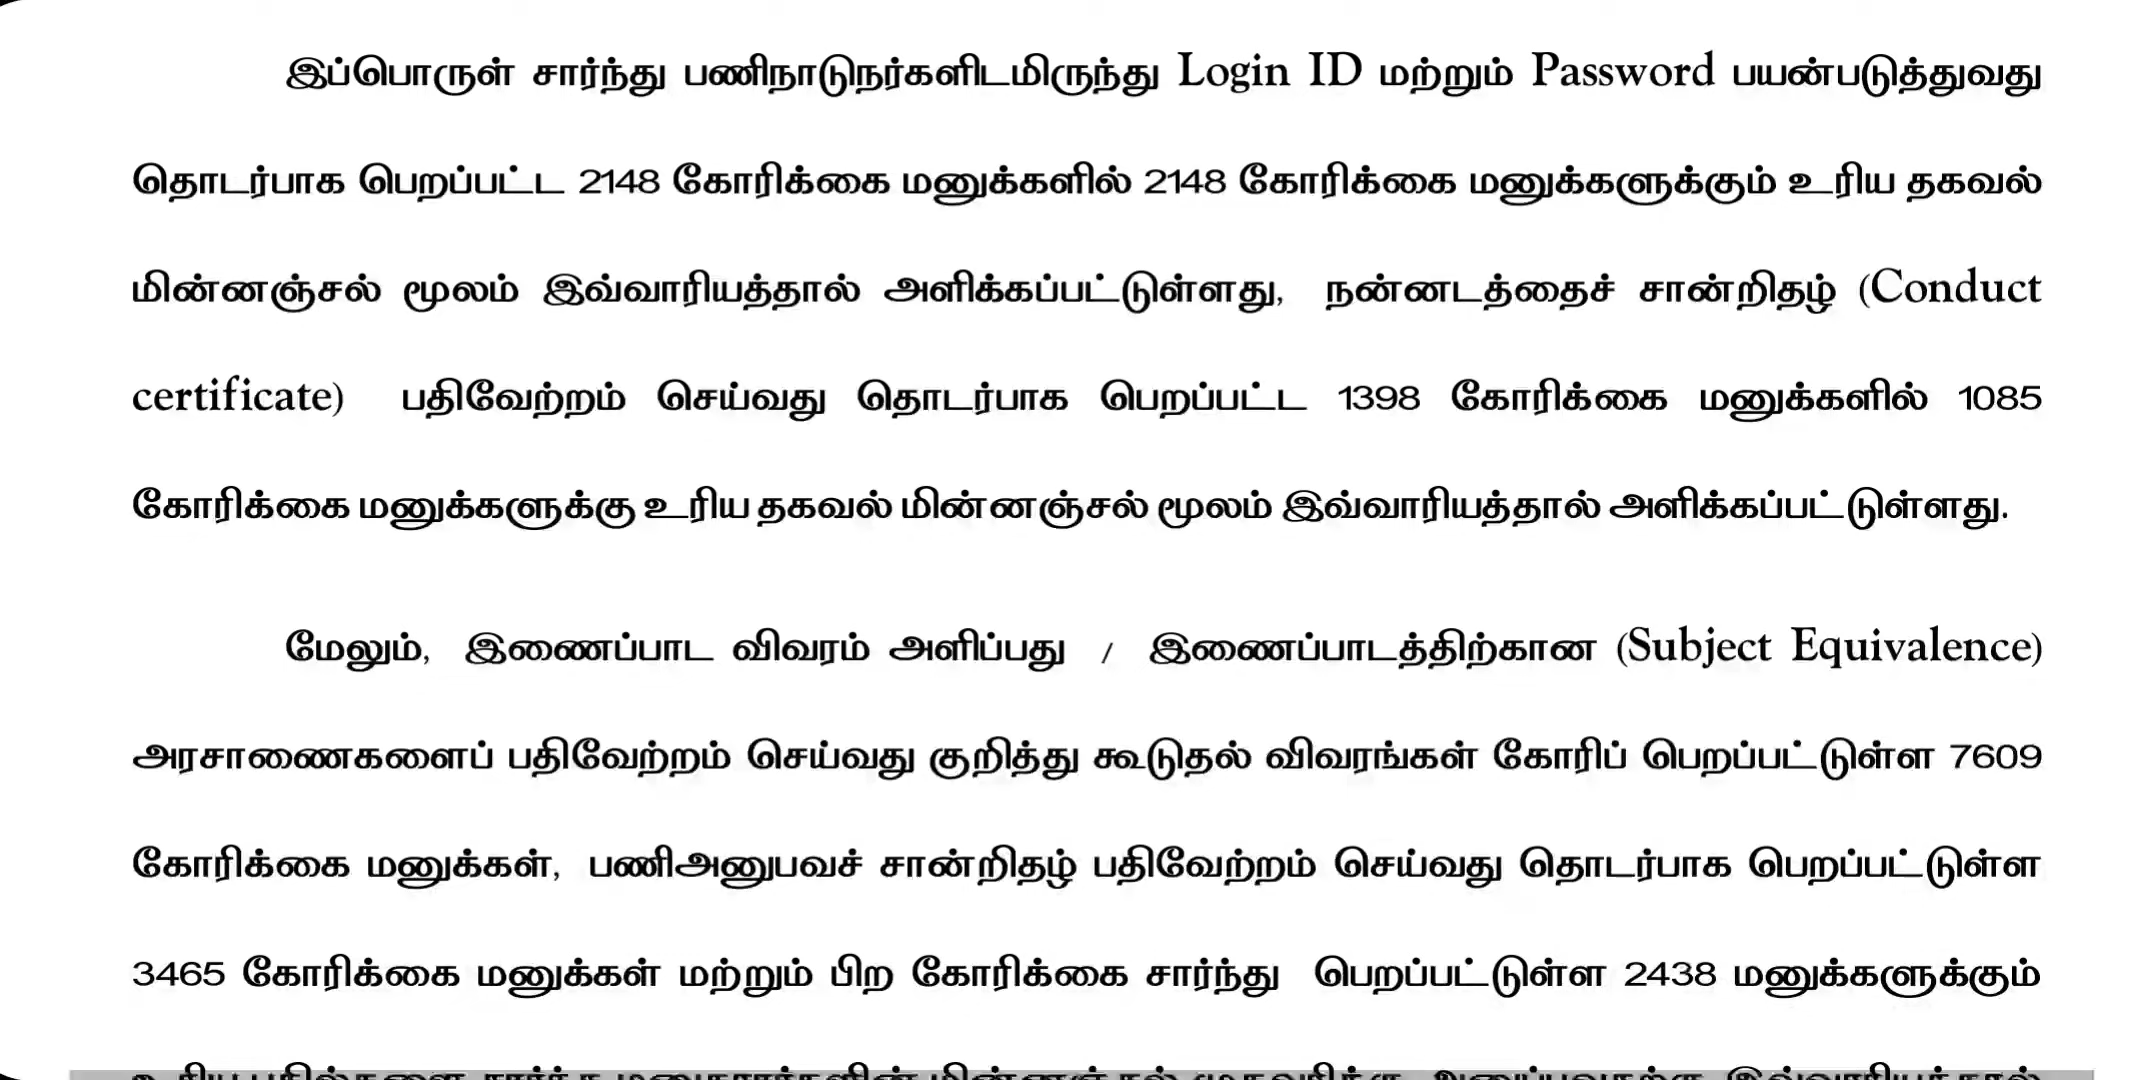 இப்பொருள் சார்ந்து பணிநாடுநர்களிடமிருந்து Login ID மற்றும் Password பயன்படுத்துவது
தொடர்பாக பெறப்பட்ட 2148 கோரிக்கை மனுக்களில் 2148 கோரிக்கை மனுக்களுக்கும் உரிய தகவல்
மின்னஞ்சல் மூலம் இவ்வாரியத்தால் அளிக்கப்பட்டுள்ளது, நன்னடத்தைச் சான்றிதழ் (Conduct
certificate) பதிவேற்றம் செய்வது தொடர்பாக பெறப்பட்ட 1398 கோரிக்கை மனுக்களில் 1085
கோரிக்கை மனுக்களுக்கு உரிய தகவல் மின்னஞ்சல் மூலம் இவ்வாரியத்தால் அளிக்கப்பட்டுள்ளது.
மேலும், இணைப்பாட விவரம் அளிப்பது / இணைப்பாடத்திற்கான (Subject Equivalence)
அரசாணைகளைப் பதிவேற்றம் செய்வது குறித்து கூடுதல் விவரங்கள் கோரிப் பெறப்பட்டுள்ள 7609
கோரிக்கை மனுக்கள், பணிஅனுபவச் சான்றிதழ் பதிவேற்றம் செய்வது தொடர்பாக பெறப்பட்டுள்ள
3465 கோரிக்கை மனுக்கள் மற்றும் பிற கோரிக்கை சார்ந்து பெறப்பட்டுள்ள 2438 மனுக்களுக்கும்